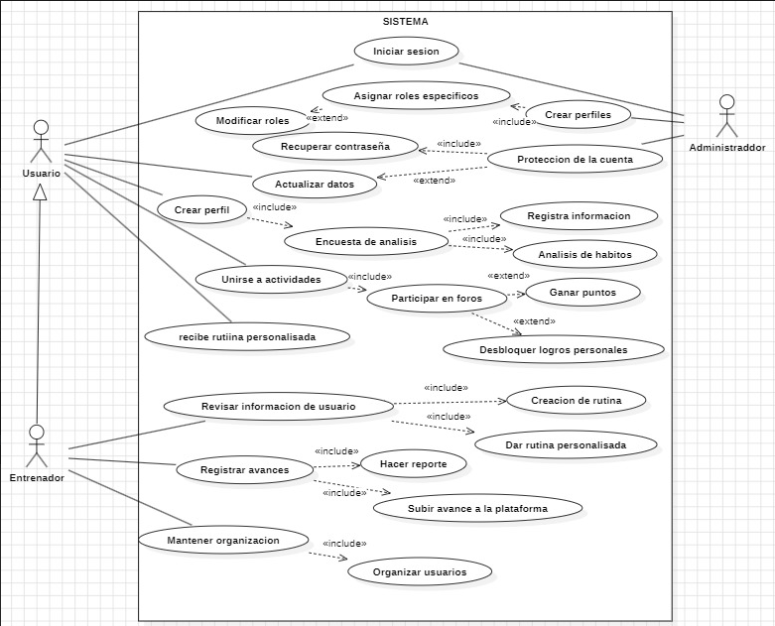 SISTEMA
Iniciar sesion
Asignar roles especificos
Modificar roles
«extend»
«include»
Crear perfiles
Administraddor
Usuario
Recuperar contraseña
«include»
Proteccion de la cuenta
«extend»
Actualizar datos
Crear perfil
«include»
Encuesta de analisis
«include»
Registra informacion
«include»
Analisis de habitos
Unirse a actividades
«include»
Participar en foros
«extend»
Ganar puntos
«extend»
Desbloquer logros personales
recibe rutiina personalisada
Revisar informacion de usuario
«include»
Creacion de rutina
«include»
Dar rutina personalisada
Entrenador
Registrar avances
«include»
Hacer reporte
«include»
Subir avance a la plataforma
Mantener organizacion
«include»
Organizar usuarios